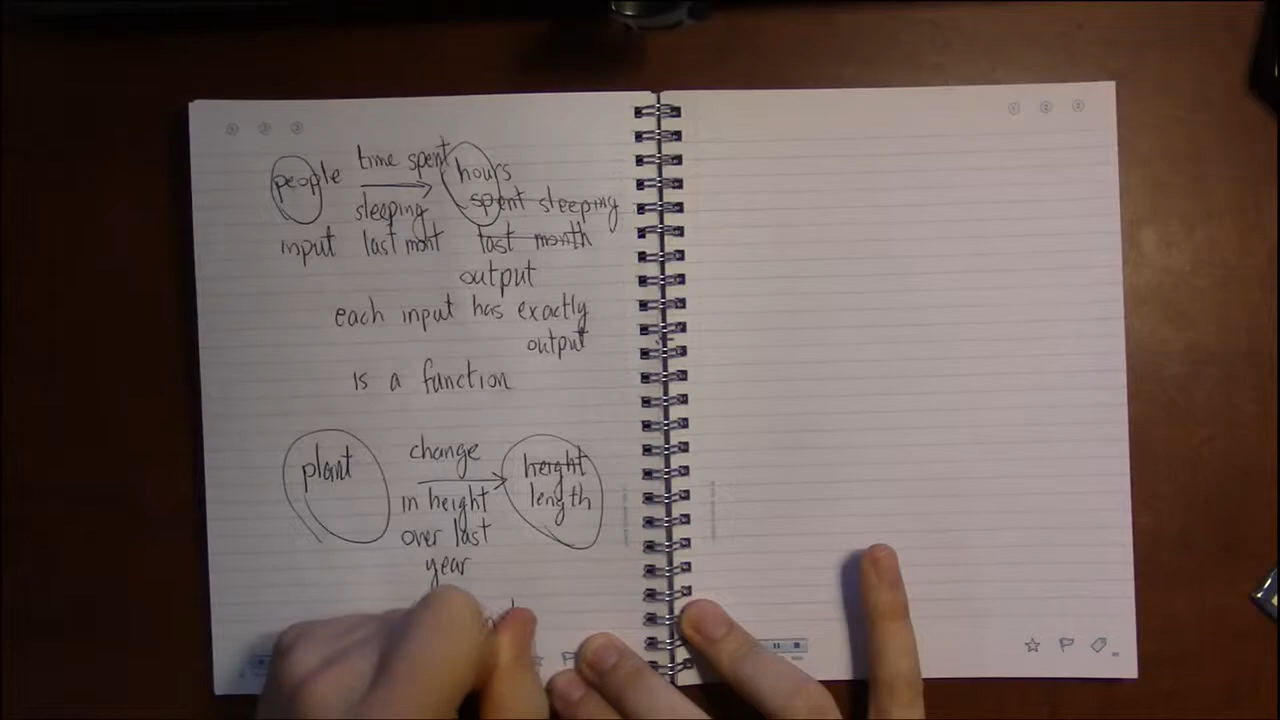 people time spent hours
sleeping spent sleeping
input last mont last month
output
each input has exactly
output
is a function
plant change height
in height length
over last
year